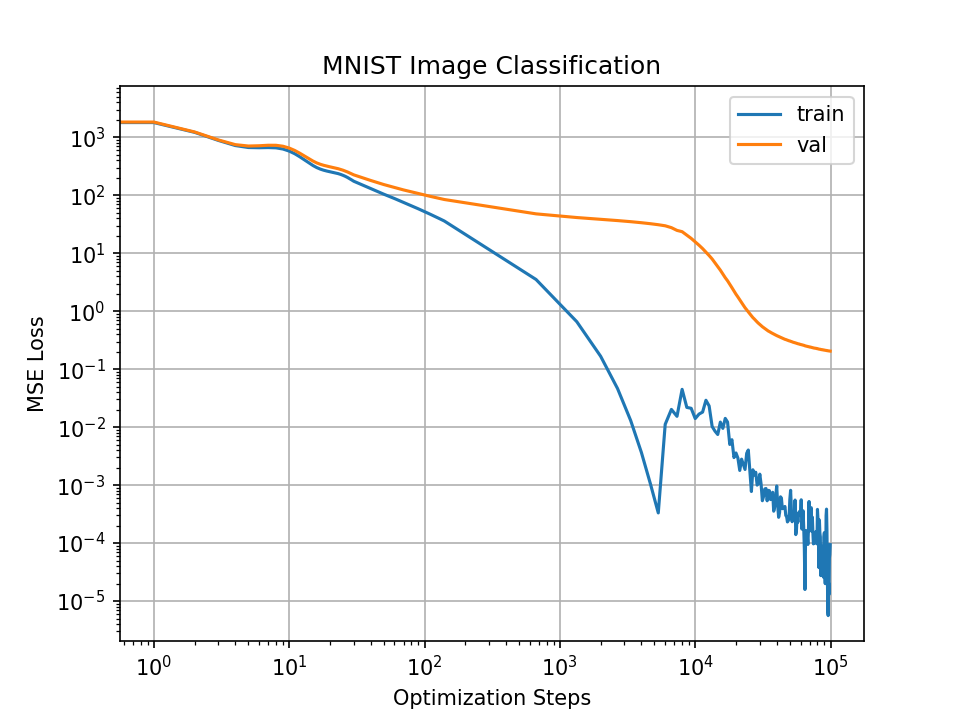 MNIST Image Classification
train
val
MSE Loss
10³
10²
10¹
10⁰
10⁻¹
10⁻²
10⁻³
10⁻⁴
10⁻⁵
10⁰ 10¹ 10² 10³ 10⁴ 10⁵
Optimization Steps